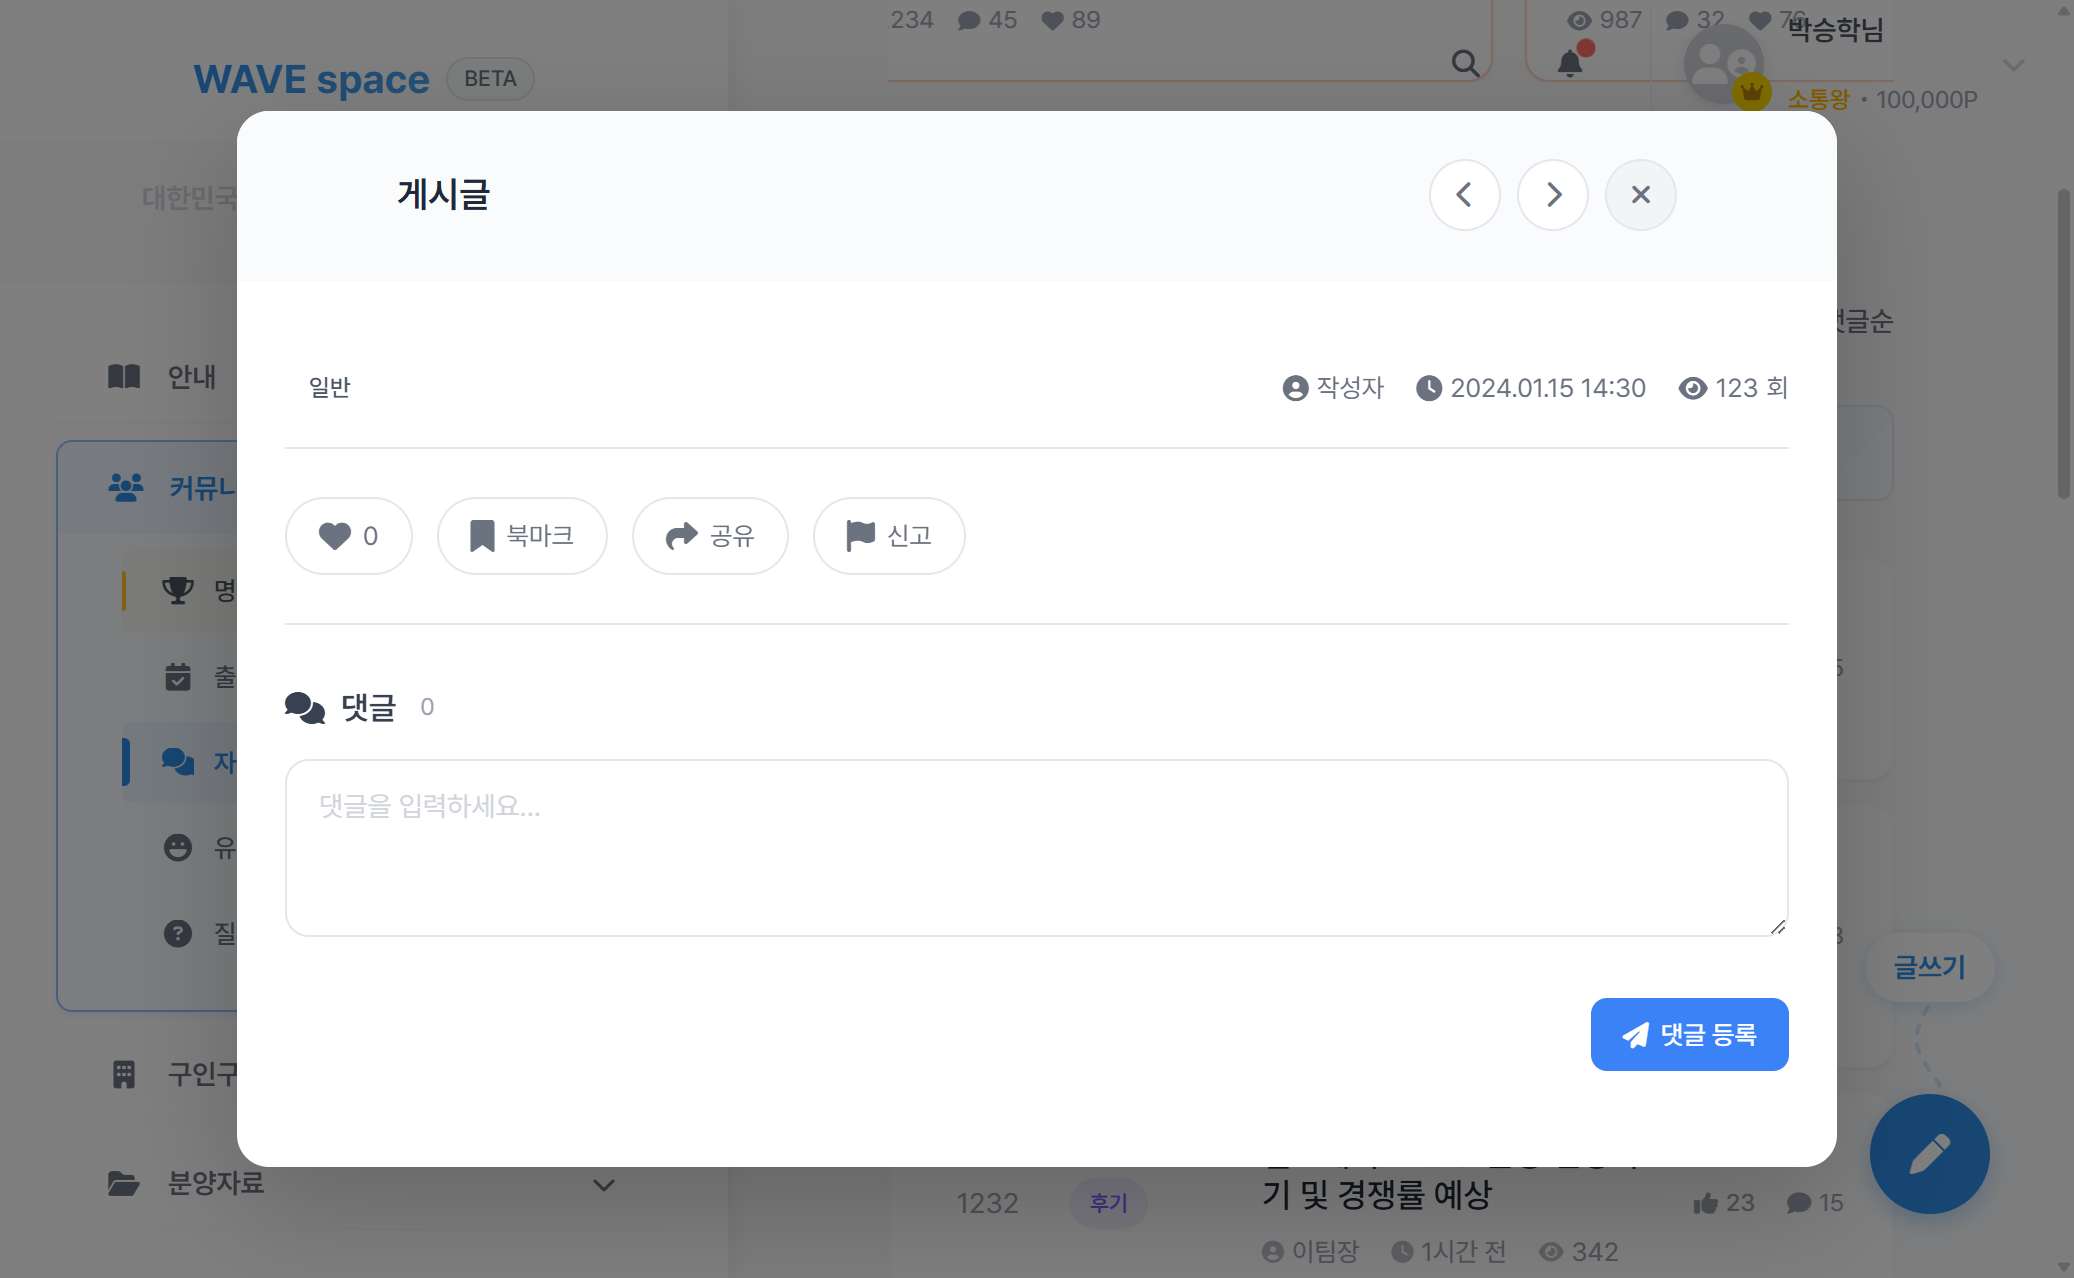 234 45 89
987 32 76
박승학님
WAVE space BETA
소통왕 • 100,000P
게시글
대한민국
댓글순
안내
일반
작성자 2024.01.15 14:30 123 회
커뮤니
0 북마크 공유 신고
명
출
댓글 0
자
댓글을 입력하세요...
유
질
글쓰기
댓글 등록
구인구
분양자료
1232 후기 기 및 경쟁률 예상 23 15
이팀장 1시간 전 342